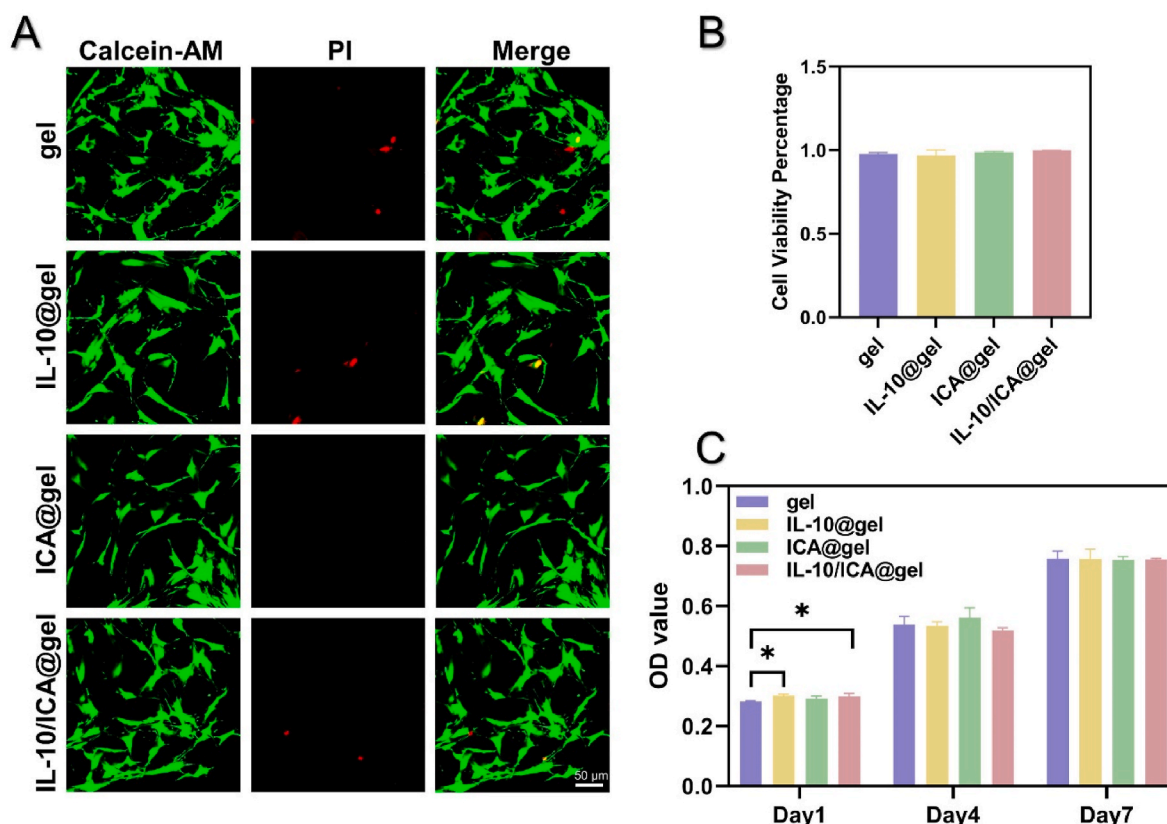 A
Calcein-AM PI Merge
gel
IL-10@gel
ICA@gel
IL-10/ICA@gel
50 μm
B
Cell Viability Percentage
1.5
1.0
0.5
0.0
gel
IL-10@gel
ICA@gel
IL-10/ICA@gel
C
OD value
1.0
0.8
0.6
0.4
0.2
0.0
gel
IL-10@gel
ICA@gel
IL-10/ICA@gel
*
*
Day1 Day4 Day7